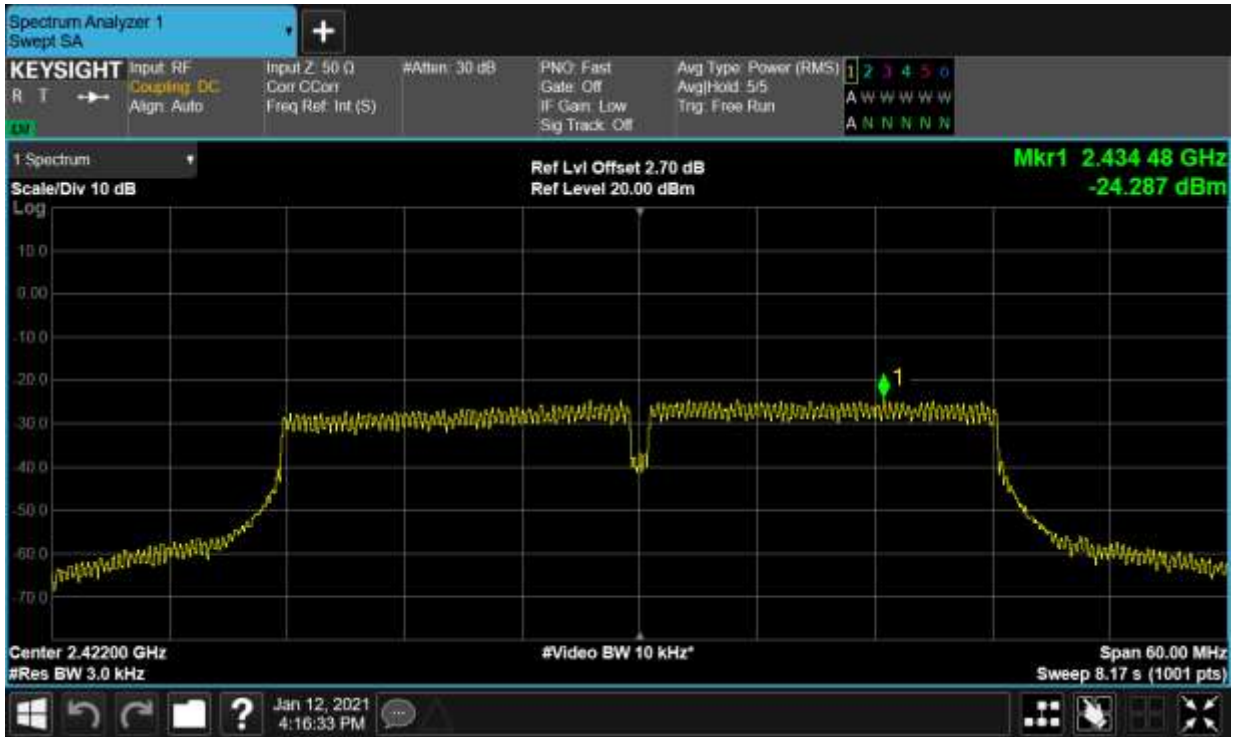 Spectrum Analyzer 1
Swept SA
+
KEYSIGHT
R T
Input: RF
Coupling: DC
Align: Auto
Input Z: 50 Ω
Corr CCorr
Freq Ref: Int (S)
#Atten: 30 dB
PNO: Fast
Gate: Off
IF Gain: Low
Sig Track: Off
Avg Type: Power (RMS)
Avg|Hold: 5/5
Trig: Free Run
1 2 3 4 5 6
A W W W W W
A N N N N N
1 Spectrum
Scale/Div 10 dB
Log
Ref Lvl Offset 2.70 dB
Ref Level 20.00 dBm
Mkr1 2.434 48 GHz
-24.287 dBm
10.0
0.00
-10.0
-20.0
-30.0
-40.0
-50.0
-60.0
-70.0
1
Center 2.42200 GHz
#Res BW 3.0 kHz
#Video BW 10 kHz*
Span 60.00 MHz
Sweep 8.17 s (1001 pts)
?
Jan 12, 2021
4:16:33 PM